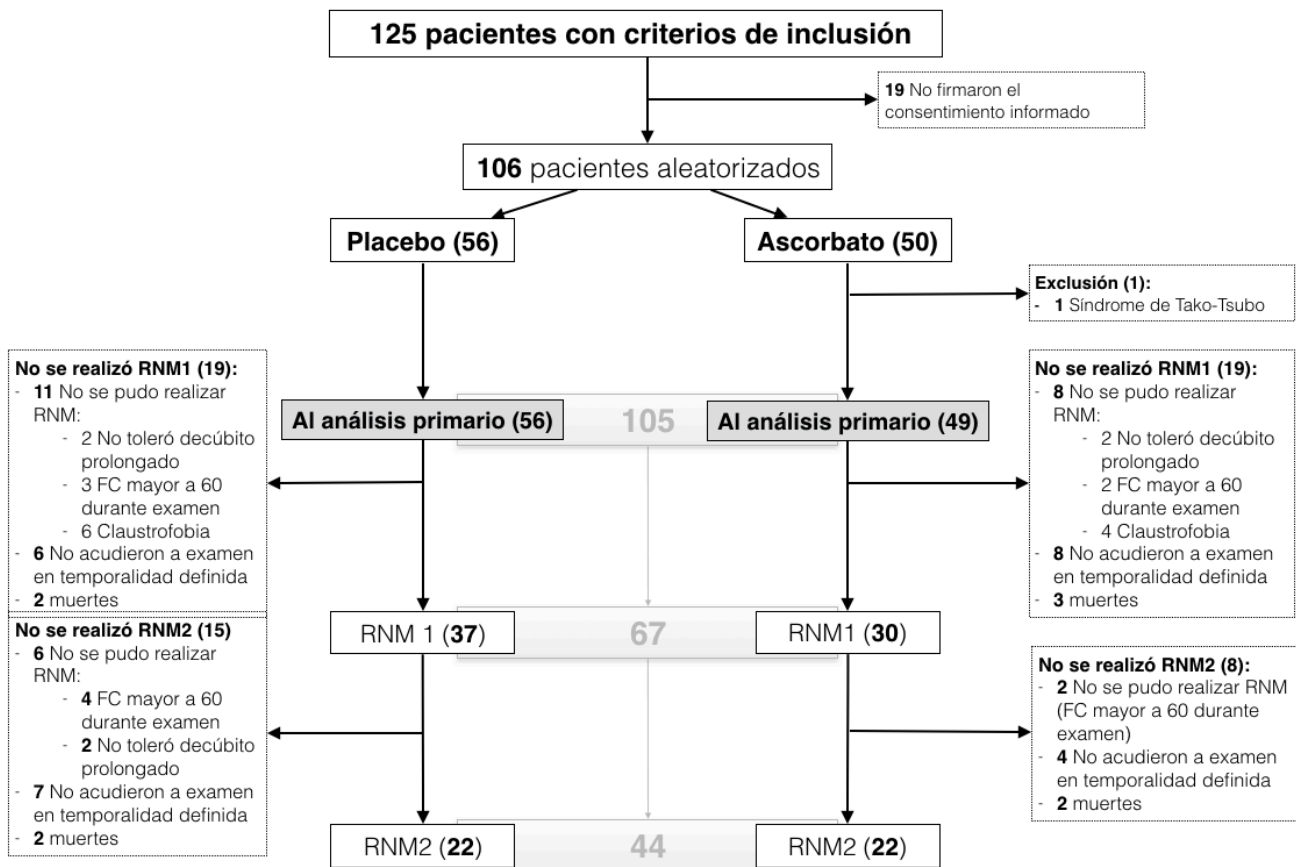 125 pacientes con criterios de inclusión
19 No firmaron el
consentimiento informado
106 pacientes aleatorizados
Placebo (56)
Ascorbato (50)
Exclusión (1):
- 1 Síndrome de Tako-Tsubo
No se realizó RNM1 (19):
- 11 No se pudo realizar
RNM:
- 2 No toleró decúbito
prolongado
- 3 FC mayor a 60
durante examen
- 6 Claustrofobia
- 6 No acudieron a examen
en temporalidad definida
- 2 muertes
Al análisis primario (56)
105
Al análisis primario (49)
No se realizó RNM1 (19):
- 8 No se pudo realizar
RNM:
- 2 No toleró decúbito
prolongado
- 2 FC mayor a 60
durante examen
- 4 Claustrofobia
- 8 No acudieron a examen
en temporalidad definida
- 3 muertes
RNM 1 (37)
67
RNM1 (30)
No se realizó RNM2 (15)
- 6 No se pudo realizar
RNM:
- 4 FC mayor a 60
durante examen
- 2 No toleró decúbito
prolongado
- 7 No acudieron a examen
en temporalidad definida
- 2 muertes
No se realizó RNM2 (8):
- 2 No se pudo realizar RNM
(FC mayor a 60 durante
examen)
- 4 No acudieron a examen
en temporalidad definida
- 2 muertes
RNM2 (22)
44
RNM2 (22)